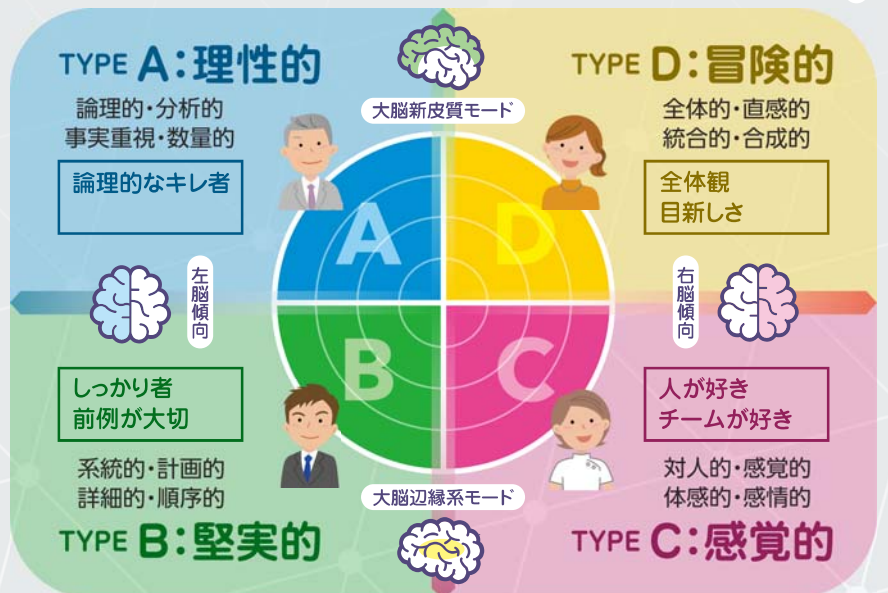 TYPE A:理性的
論理的・分析的
事実重視・数量的
論理的なキレ者
大脳新皮質モード
TYPE D:冒険的
全体的・直感的
統合的・合成的
全体観
目新しさ
A
D
左脳傾向
右脳傾向
B
C
しっかり者
前例が大切
系統的・計画的
詳細的・順序的
TYPE B:堅実的
大脳辺縁系モード
人が好き
チームが好き
対人的・感覚的
体感的・感情的
TYPE C:感覚的